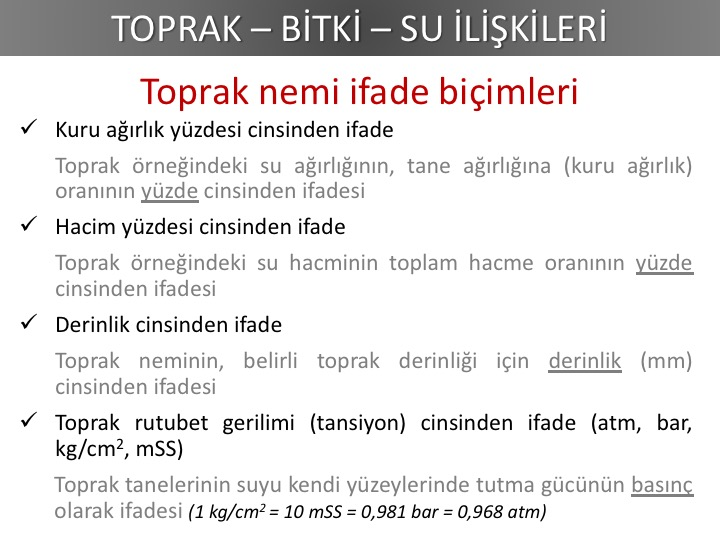 TOPRAK – BİTKİ – SU İLİŞKİLERİ
Toprak nemi ifade biçimleri
✓ Kuru ağırlık yüzdesi cinsinden ifade
Toprak örneğindeki su ağırlığının, tane ağırlığına (kuru ağırlık)
oranının yüzde cinsinden ifadesi
✓ Hacim yüzdesi cinsinden ifade
Toprak örneğindeki su hacminin toplam hacme oranının yüzde
cinsinden ifadesi
✓ Derinlik cinsinden ifade
Toprak neminin, belirli toprak derinliği için derinlik (mm)
cinsinden ifadesi
✓ Toprak rutubet gerilimi (tansiyon) cinsinden ifade (atm, bar,
kg/cm², mSS)
Toprak tanelerinin suyu kendi yüzeylerinde tutma gücünün basınç
olarak ifadesi (1 kg/cm² = 10 mSS = 0,981 bar = 0,968 atm)